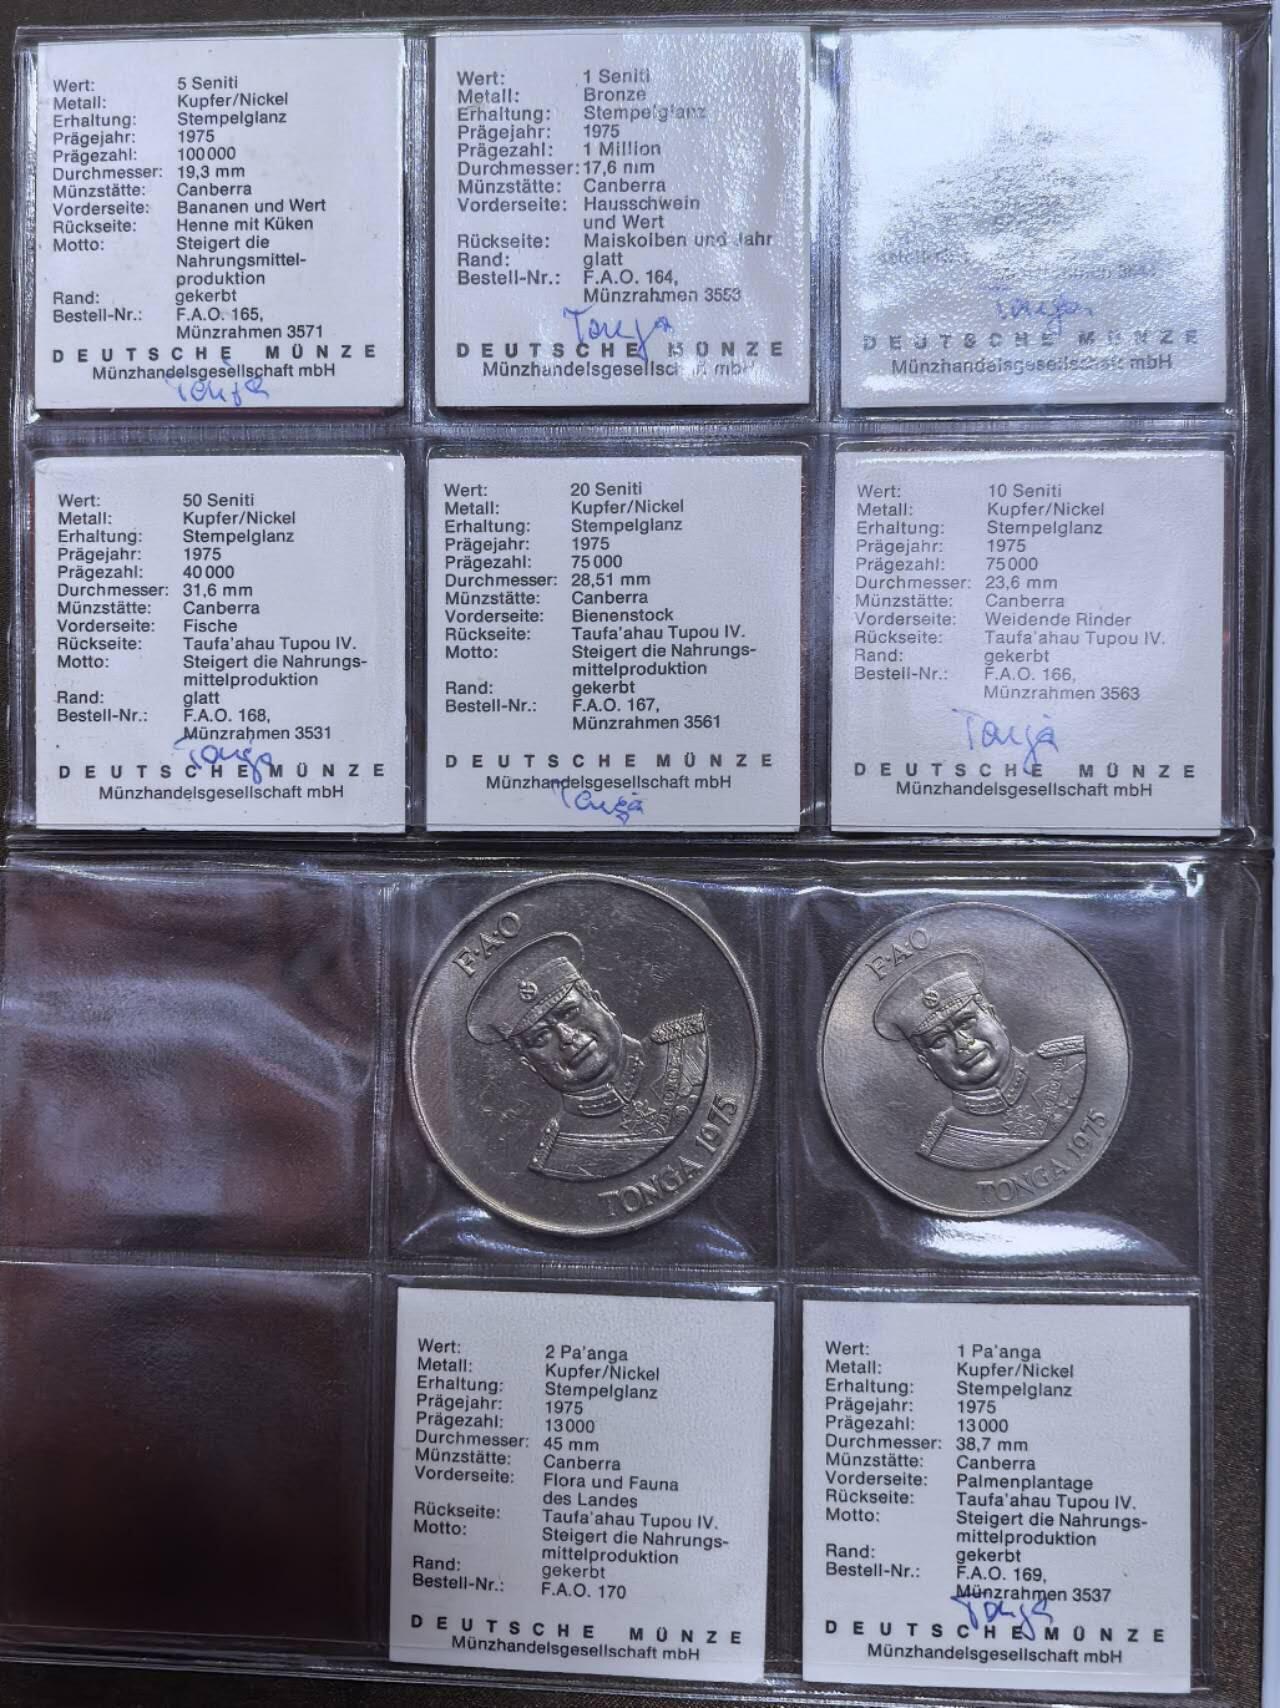 Wert: 5 Seniti
Metall: Kupfer/Nickel
Erhaltung: Stempelglanz
Prägejahr: 1975
Prägezahl: 100000
Durchmesser: 19,3 mm
Münzstätte: Canberra
Vorderseite: Bananen und Wert
Rückseite: Henne mit Küken
Motto: Steigert die
Nahrungsmittel-
produktion
Rand: gekerbt
Bestell-Nr.: F.A.O. 165,
Münzrahmen 3571
DEUTSCHE MÜNZE
Münzhandelsgesellschaft mbH
Tonga
Wert: 1 Seniti
Metall: Bronze
Erhaltung: Stempelglanz
Prägejahr: 1975
Prägezahl: 1 Million
Durchmesser: 17,6 mm
Münzstätte: Canberra
Vorderseite: Hausschwein
und Wert
Rückseite: Maiskolben und Jahr
Rand: glatt
Bestell-Nr.: F.A.O. 164,
Münzrahmen 3553
Tonga
DEUTSCHE MÜNZE
Münzhandelsgesellschaft mbH
Tonga
DEUTSCHE MÜNZE
Münzhandelsgesellschaft mbH
Wert: 50 Seniti
Metall: Kupfer/Nickel
Erhaltung: Stempelglanz
Prägejahr: 1975
Prägezahl: 40000
Durchmesser: 31,6 mm
Münzstätte: Canberra
Vorderseite: Fische
Rückseite: Taufa'ahau Tupou IV.
Motto: Steigert die Nahrungs-
mittelproduktion
Rand: glatt
Bestell-Nr.: F.A.O. 168,
Münzrahmen 3531
Tonga
DEUTSCHE MÜNZE
Münzhandelsgesellschaft mbH
Wert: 20 Seniti
Metall: Kupfer/Nickel
Erhaltung: Stempelglanz
Prägejahr: 1975
Prägezahl: 75000
Durchmesser: 28,51 mm
Münzstätte: Canberra
Vorderseite: Bienenstock
Rückseite: Taufa'ahau Tupou IV.
Motto: Steigert die Nahrungs-
mittelproduktion
Rand: gekerbt
Bestell-Nr.: F.A.O. 167,
Münzrahmen 3561
DEUTSCHE MÜNZE
Münzhandelsgesellschaft mbH
Tonga
Wert: 10 Seniti
Metall: Kupfer/Nickel
Erhaltung: Stempelglanz
Prägejahr: 1975
Prägezahl: 75000
Durchmesser: 23,6 mm
Münzstätte: Canberra
Vorderseite: Weidende Rinder
Rückseite: Taufa'ahau Tupou IV.
Rand: gekerbt
Bestell-Nr.: F.A.O. 166,
Münzrahmen 3563
Tonga
DEUTSCHE MÜNZE
Münzhandelsgesellschaft mbH
F·A·O
TONGA 1975
F·A·O
TONGA 1975
Wert: 2 Pa'anga
Metall: Kupfer/Nickel
Erhaltung: Stempelglanz
Prägejahr: 1975
Prägezahl: 13000
Durchmesser: 45 mm
Münzstätte: Canberra
Vorderseite: Flora und Fauna
des Landes
Rückseite: Taufa'ahau Tupou IV.
Motto: Steigert die Nahrungs-
mittelproduktion
Rand: gekerbt
Bestell-Nr.: F.A.O. 170
DEUTSCHE MÜNZE
Münzhandelsgesellschaft mbH
Wert: 1 Pa'anga
Metall: Kupfer/Nickel
Erhaltung: Stempelglanz
Prägejahr: 1975
Prägezahl: 13000
Durchmesser: 38,7 mm
Münzstätte: Canberra
Vorderseite: Palmenplantage
Rückseite: Taufa'ahau Tupou IV.
Motto: Steigert die Nahrungs-
mittelproduktion
Rand: gekerbt
Bestell-Nr.: F.A.O. 169,
Münzrahmen 3537
Tonga
DEUTSCHE MÜNZE
Münzhandelsgesellschaft mbH